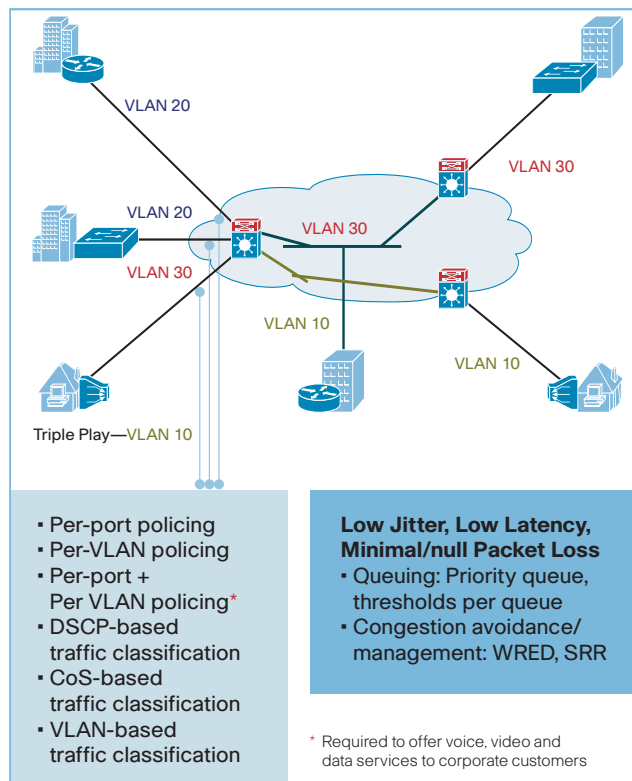 VLAN 20
VLAN 30
VLAN 20
VLAN 30
VLAN 30
VLAN 10
VLAN 10
Triple Play—VLAN 10
▪ Per-port policing
▪ Per-VLAN policing
▪ Per-port +
Per VLAN policing*
▪ DSCP-based
traffic classification
▪ CoS-based
traffic classification
▪ VLAN-based
traffic classification
Low Jitter, Low Latency,
Minimal/null Packet Loss
▪ Queuing: Priority queue,
thresholds per queue
▪ Congestion avoidance/
management: WRED, SRR
* Required to offer voice, video and
data services to corporate customers